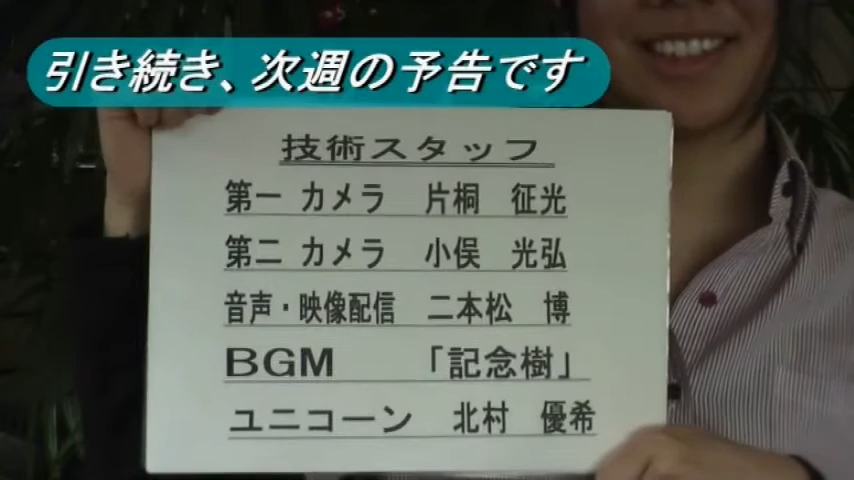 引き続き、次週の予告です
技術スタッフ
第一 カメラ 片桐 征光
第二 カメラ 小俣 光弘
音声・映像配信 二本松 博
BGM 「記念樹」
ユニコーン 北村 優希